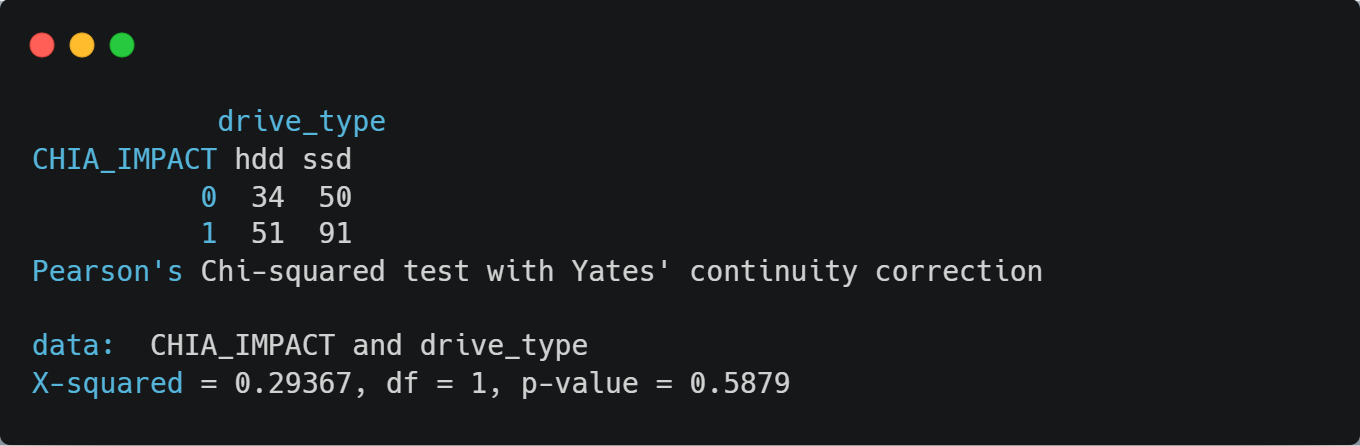 drive_type
CHIA_IMPACT hdd ssd
0 34 50
1 51 91
Pearson's Chi-squared test with Yates' continuity correction
data: CHIA_IMPACT and drive_type
X-squared = 0.29367, df = 1, p-value = 0.5879